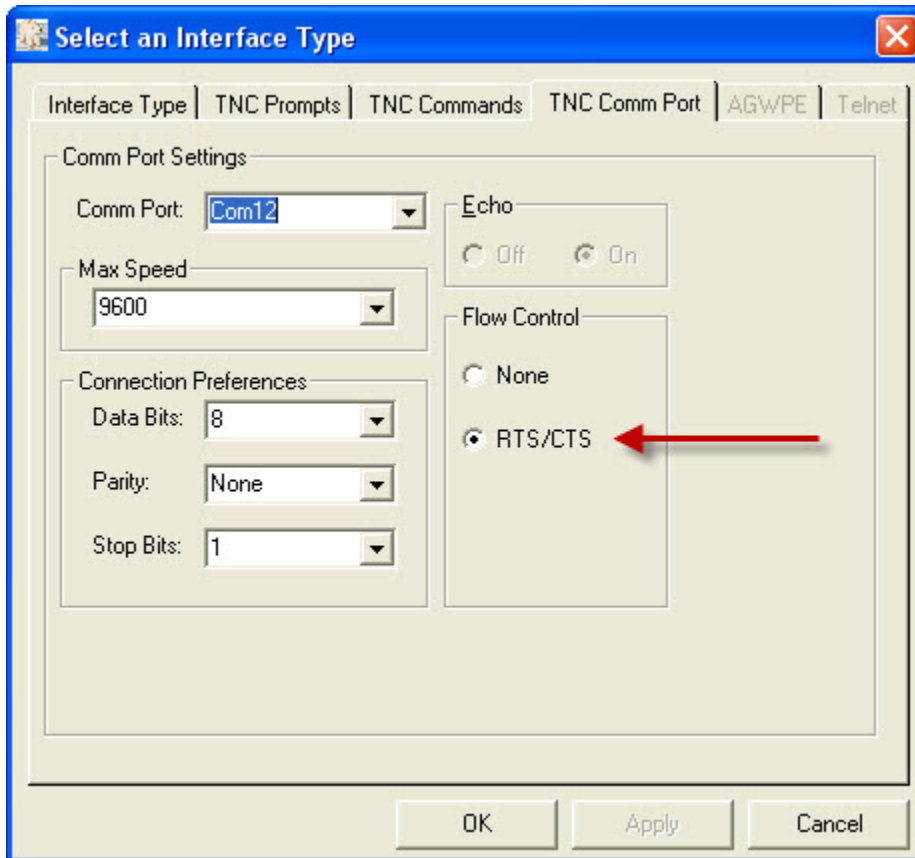 Select an Interface Type
Interface Type
TNC Prompts
TNC Commands
TNC Comm Port
AGWPE
Telnet
Comm Port Settings
Comm Port: Com12
Max Speed
9600
Connection Preferences
Data Bits: 8
Parity: None
Stop Bits: 1
Echo
Off On
Flow Control
None
RTS/CTS
OK Apply Cancel